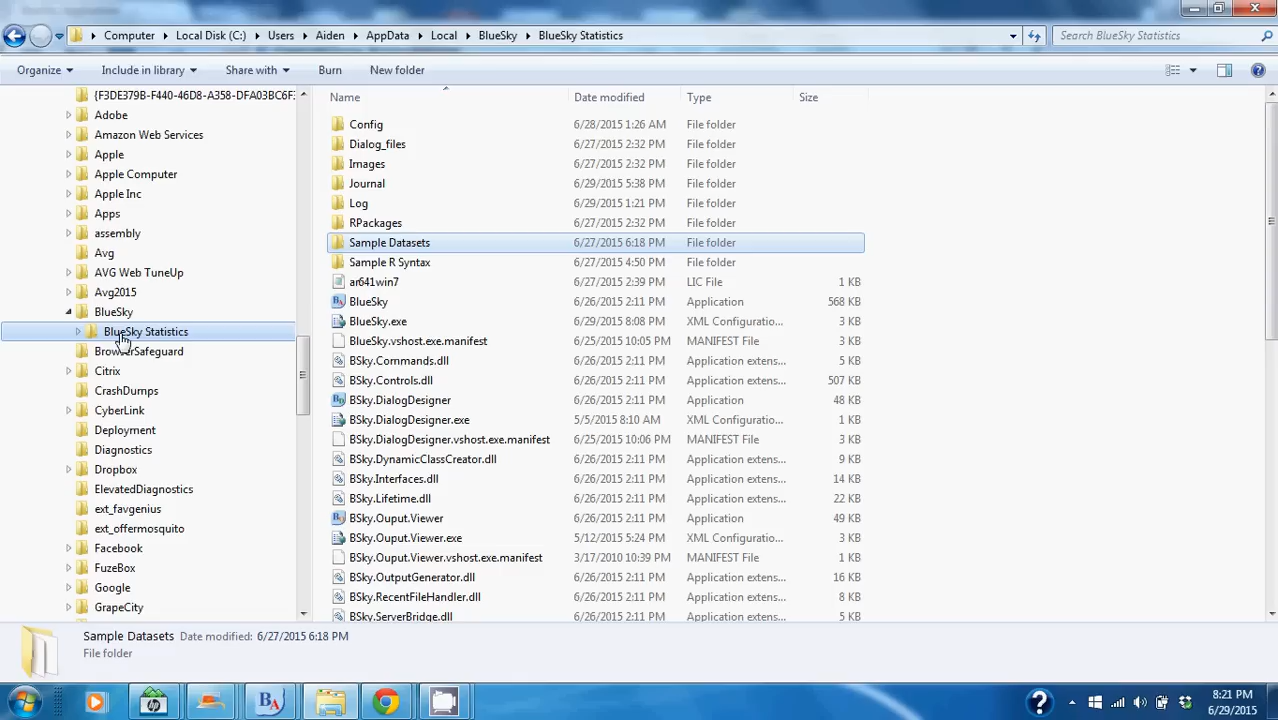 Computer Local Disk (C:) Users Aiden AppData Local BlueSky BlueSky Statistics Search BlueSky Statistics
Organize Include in library Share with Burn New folder
{F3DE379B-F440-46D8-A358-DFA03BC6F3
Adobe
Amazon Web Services
Apple
Apple Computer
Apple Inc
Apps
assembly
Avg
AVG Web TuneUp
Avg2015
BlueSky
BlueSky Statistics
BrowserSafeguard
Citrix
CrashDumps
CyberLink
Deployment
Diagnostics
Dropbox
ElevatedDiagnostics
ext_favgenius
ext_offermosquito
Facebook
FuzeBox
Google
GrapeCity
Name Date modified Type Size
Config 6/28/2015 1:26 AM File folder
Dialog_files 6/27/2015 2:32 PM File folder
Images 6/27/2015 2:32 PM File folder
Journal 6/29/2015 5:38 PM File folder
Log 6/29/2015 1:21 PM File folder
RPackages 6/27/2015 2:32 PM File folder
Sample Datasets 6/27/2015 6:18 PM File folder
Sample R Syntax 6/27/2015 4:50 PM File folder
ar641win7 6/27/2015 2:39 PM LIC File 1 KB
BlueSky 6/26/2015 2:11 PM Application 568 KB
BlueSky.exe 6/29/2015 8:08 PM XML Configuratio... 3 KB
BlueSky.vshost.exe.manifest 6/25/2015 10:05 PM MANIFEST File 3 KB
BSky.Commands.dll 6/26/2015 2:11 PM Application extens... 5 KB
BSky.Controls.dll 6/26/2015 2:11 PM Application extens... 507 KB
BSky.DialogDesigner 6/26/2015 2:11 PM Application 48 KB
BSky.DialogDesigner.exe 5/5/2015 8:10 AM XML Configuratio... 1 KB
BSky.DialogDesigner.vshost.exe.manifest 6/25/2015 10:06 PM MANIFEST File 3 KB
BSky.DynamicClassCreator.dll 6/26/2015 2:11 PM Application extens... 9 KB
BSky.Interfaces.dll 6/26/2015 2:11 PM Application extens... 14 KB
BSky.Lifetime.dll 6/26/2015 2:11 PM Application extens... 22 KB
BSky.Ouput.Viewer 6/26/2015 2:11 PM Application 49 KB
BSky.Ouput.Viewer.exe 5/12/2015 5:24 PM XML Configuratio... 3 KB
BSky.Ouput.Viewer.vshost.exe.manifest 3/17/2010 10:39 PM MANIFEST File 1 KB
BSky.OutputGenerator.dll 6/26/2015 2:11 PM Application extens... 16 KB
BSky.RecentFileHandler.dll 6/26/2015 2:11 PM Application extens... 8 KB
BSky.ServerBridge.dll 6/26/2015 2:11 PM Application extens... 6 KB
Sample Datasets Date modified: 6/27/2015 6:18 PM
File folder
8:21 PM
6/29/2015